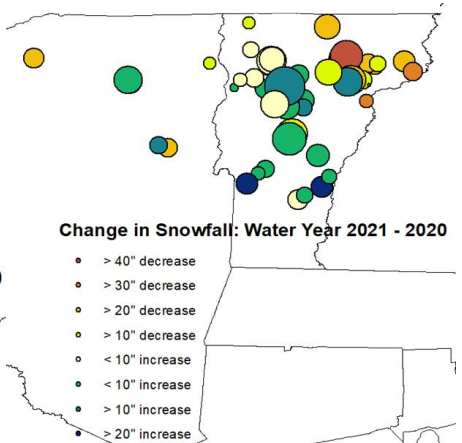 Change in Snowfall: Water Year 2021 - 2020
> 40" decrease
> 30" decrease
> 20" decrease
> 10" decrease
< 10" increase
< 10" increase
> 10" increase
> 20" increase